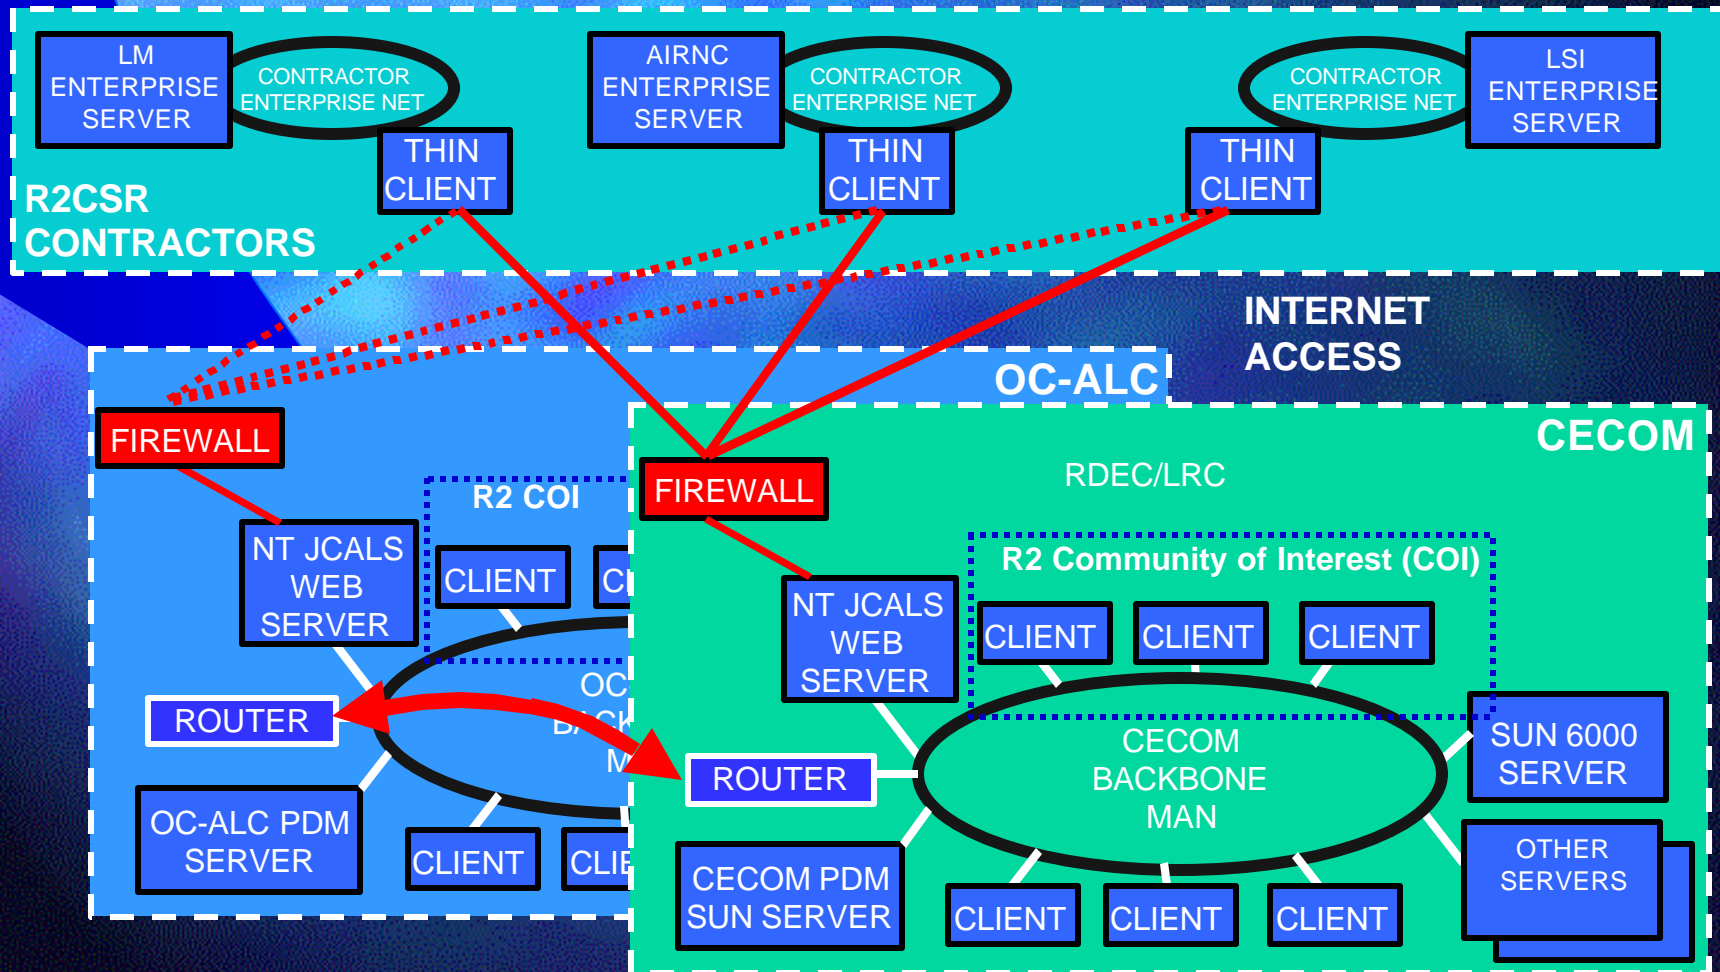 LM
ENTERPRISE
SERVER
CONTRACTOR
ENTERPRISE NET
THIN
CLIENT
AIRNC
ENTERPRISE
SERVER
CONTRACTOR
ENTERPRISE NET
THIN
CLIENT
CONTRACTOR
ENTERPRISE NET
LSI
ENTERPRISE
SERVER
THIN
CLIENT
R2CSR
CONTRACTORS
INTERNET
ACCESS
OC-ALC
FIREWALL
R2 COI
NT JCALS
WEB
SERVER
CLIENT
ROUTER
OC-ALC PDM
SERVER
CLIENT
CECOM
FIREWALL
RDEC/LRC
R2 Community of Interest (COI)
NT JCALS
WEB
SERVER
CLIENT
CLIENT
CLIENT
ROUTER
CECOM
BACKBONE
MAN
SUN 6000
SERVER
CECOM PDM
SUN SERVER
CLIENT
CLIENT
CLIENT
OTHER
SERVERS